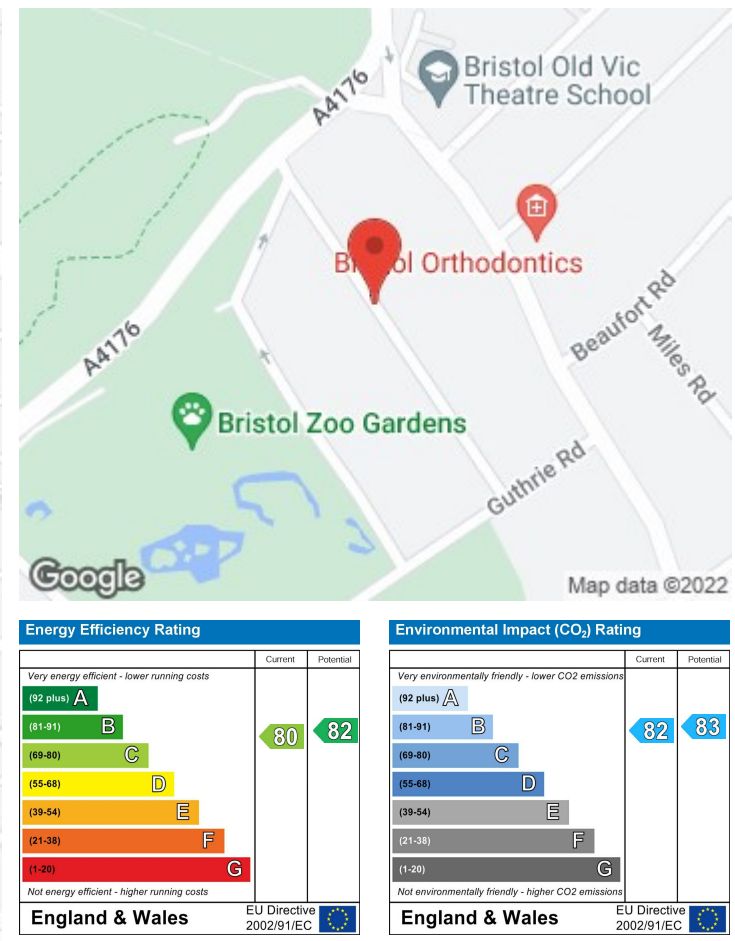 Bristol Old Vic
Theatre School
A4176
Bristol Orthodontics
Beaufort Rd
Miles Rd
A4176
Bristol Zoo Gardens
Guthrie Rd
Google
Map data ©2022
Energy Efficiency Rating
Current Potential
Very energy efficient - lower running costs
(92 plus) A
(81-91) B
(69-80) C
(55-68) D
(39-54) E
(21-38) F
(1-20) G
80
82
Not energy efficient - higher running costs
England & Wales
EU Directive
2002/91/EC
Environmental Impact (CO₂) Rating
Current Potential
Very environmentally friendly - lower CO2 emissions
(92 plus) A
(81-91) B
(69-80) C
(55-68) D
(39-54) E
(21-38) F
(1-20) G
82
83
Not environmentally friendly - higher CO2 emissions
England & Wales
EU Directive
2002/91/EC